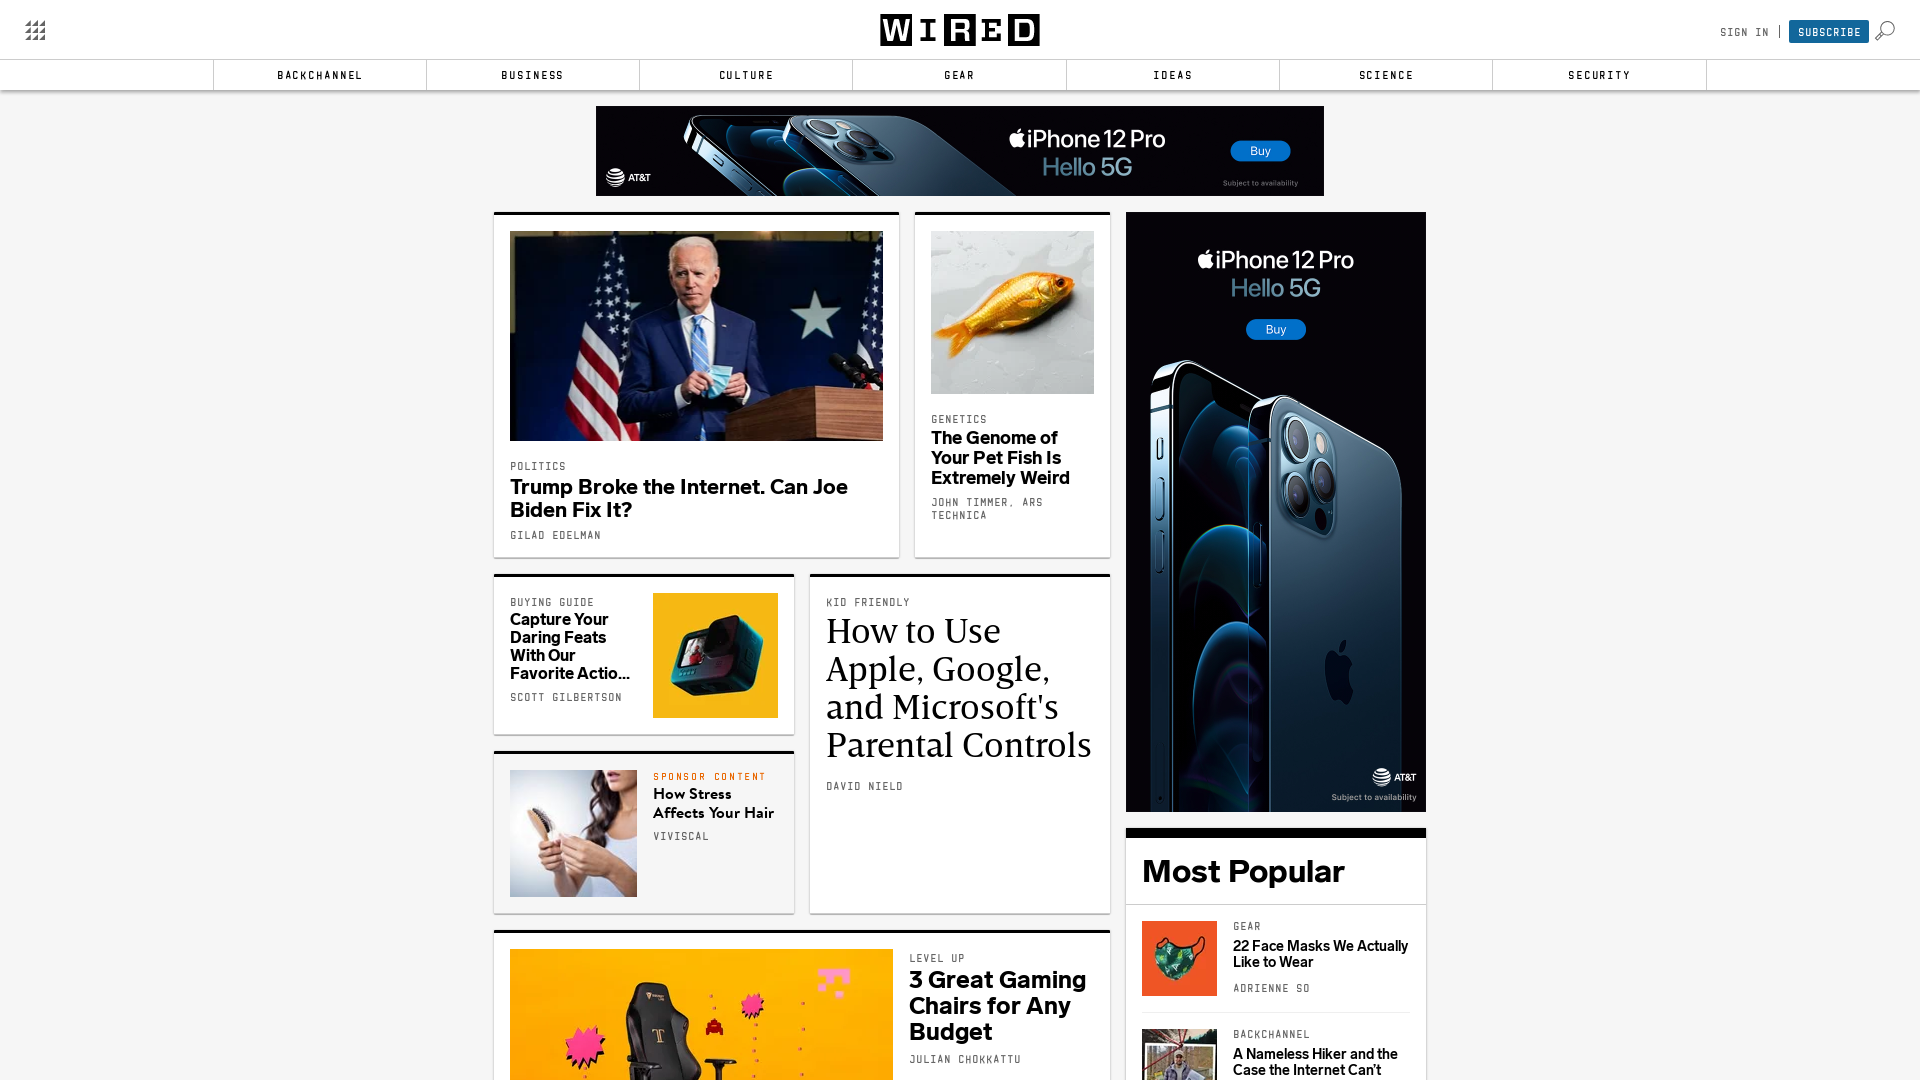 WIRED
SIGN IN
SUBSCRIBE
BACKCHANNEL
BUSINESS
CULTURE
GEAR
IDEAS
SCIENCE
SECURITY
iPhone 12 Pro
Hello 5G
Buy
AT&T
Subject to availability
POLITICS
Trump Broke the Internet. Can Joe
Biden Fix It?
GILAD EDELMAN
GENETICS
The Genome of
Your Pet Fish Is
Extremely Weird
JOHN TIMMER, ARS
TECHNICA
iPhone 12 Pro
Hello 5G
Buy
AT&T
Subject to availability
BUYING GUIDE
Capture Your
Daring Feats
With Our
Favorite Actio...
SCOTT GILBERTSON
KID FRIENDLY
How to Use
Apple, Google,
and Microsoft's
Parental Controls
DAVID NIELD
SPONSOR CONTENT
How Stress
Affects Your Hair
VIVISCAL
Most Popular
GEAR
22 Face Masks We Actually
Like to Wear
ADRIENNE SO
LEVEL UP
3 Great Gaming
Chairs for Any
Budget
JULIAN CHOKKATTU
BACKCHANNEL
A Nameless Hiker and the
Case the Internet Can't